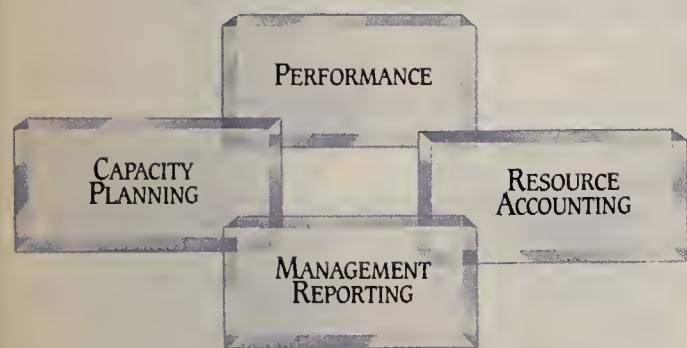 PERFORMANCE
CAPACITY
PLANNING
RESOURCE
ACCOUNTING
MANAGEMENT
REPORTING